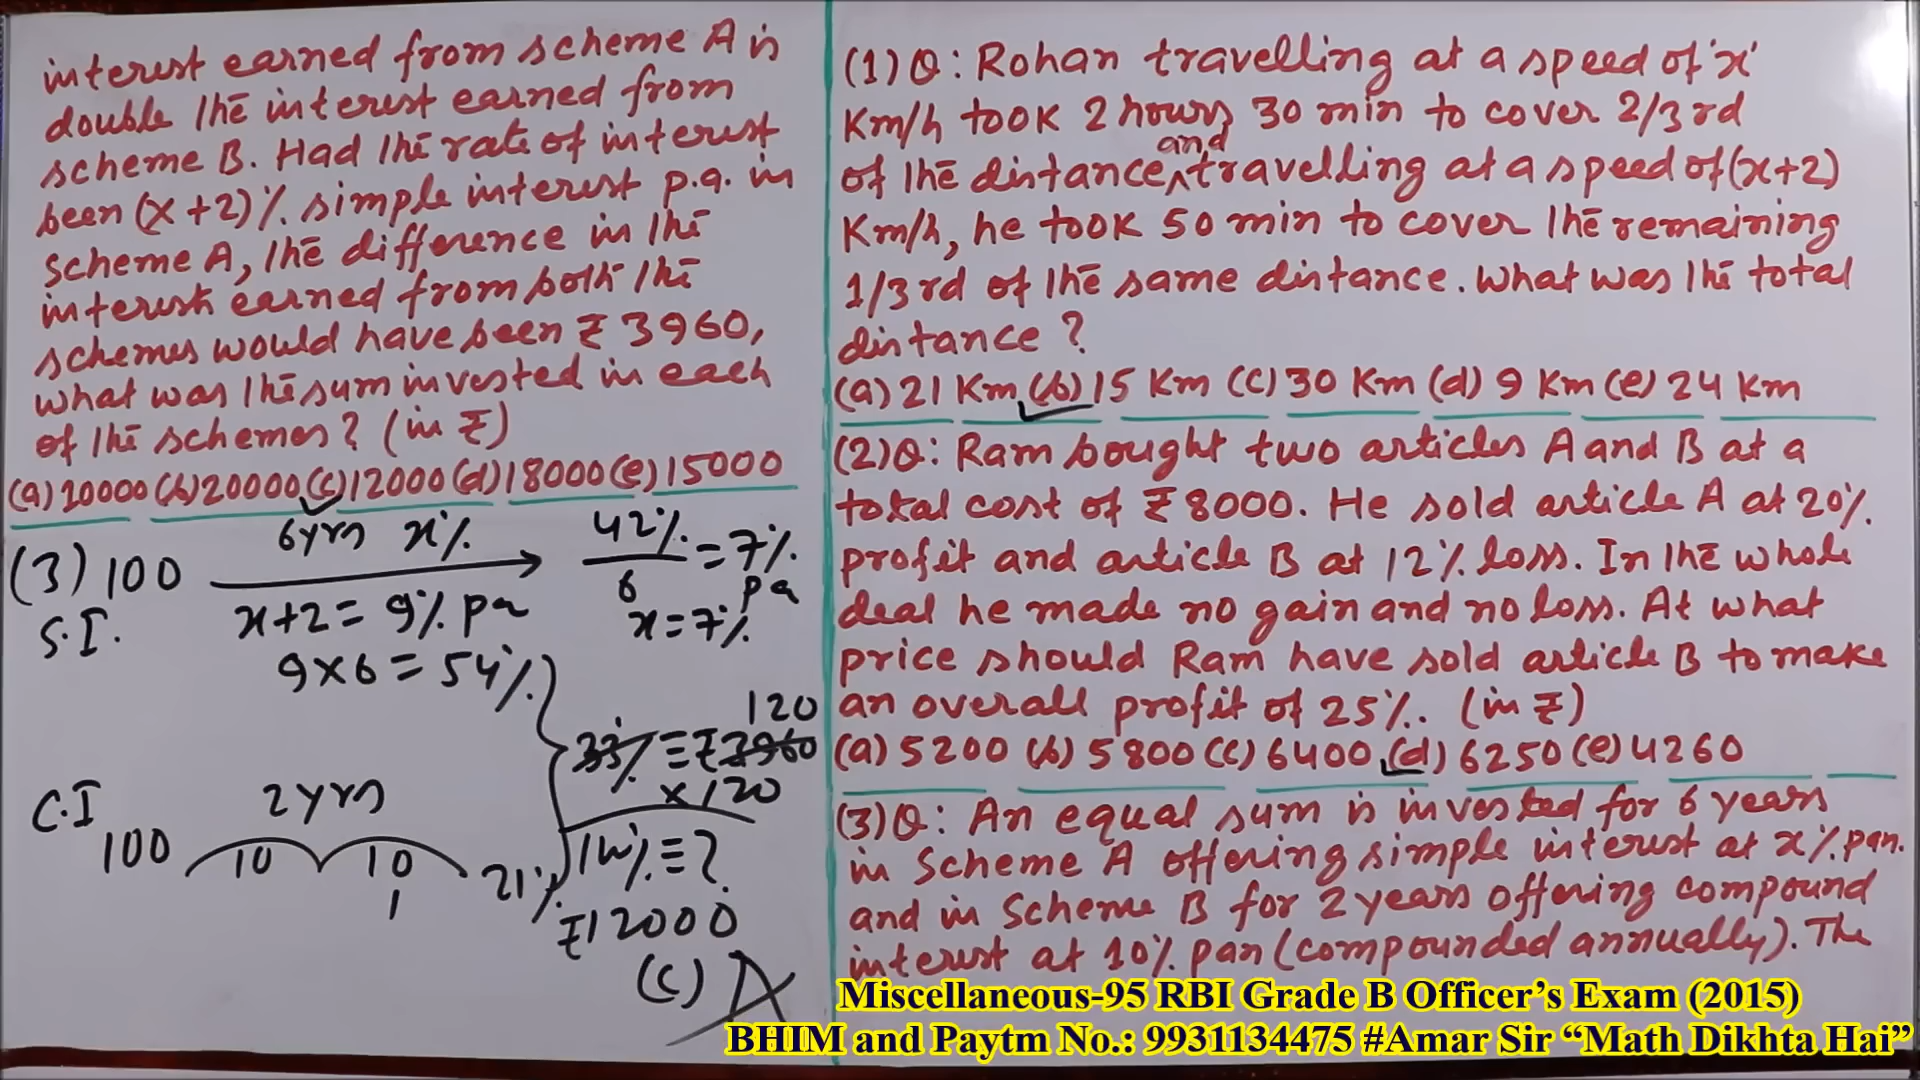 interest earned from scheme A is
double the interest earned from
scheme B. Had the rate of interest
been (x+2)% simple interest p.a. in
scheme A, the difference in the
interest earned from both the
schemes would have been ₹ 3960,
what was the sum invested in each
of the schemes? (in ₹)
(a) 10000 (b) 20000 (c) 12000 (d) 18000 (e) 15000
(3) 100 6yrs x% 42%/6 = 7% pa
S.I. x+2 = 9% pa x = 7%
9×6 = 54%
120
33% ≡ ₹3960
×120
C.I 2yrs
100 10 10 21% 100% ≡ ?
1
₹12000
(C) A
(1) Q: Rohan travelling at a speed of 'x'
Km/h took 2 hours 30 min to cover 2/3rd
of the distance and travelling at a speed of (x+2)
Km/h, he took 50 min to cover the remaining
1/3rd of the same distance. What was the total
distance?
(a) 21 Km (b) 15 Km (c) 30 Km (d) 9 Km (e) 24 Km
(2) Q: Ram bought two articles A and B at a
total cost of ₹ 8000. He sold article A at 20%
profit and article B at 12% loss. In the whole
deal he made no gain and no loss. At what
price should Ram have sold article B to make
an overall profit of 25%. (in ₹)
(a) 5200 (b) 5800 (c) 6400 (d) 6250 (e) 4260
(3) Q: An equal sum is invested for 6 years
in Scheme A offering simple interest at x% pan.
and in Scheme B for 2 years offering compound
interest at 10% pan (compounded annually). The
Miscellaneous-95 RBI Grade B Officer's Exam (2015)
BHIM and Paytm No.: 9931134475 #Amar Sir “Math Dikhta Hai”